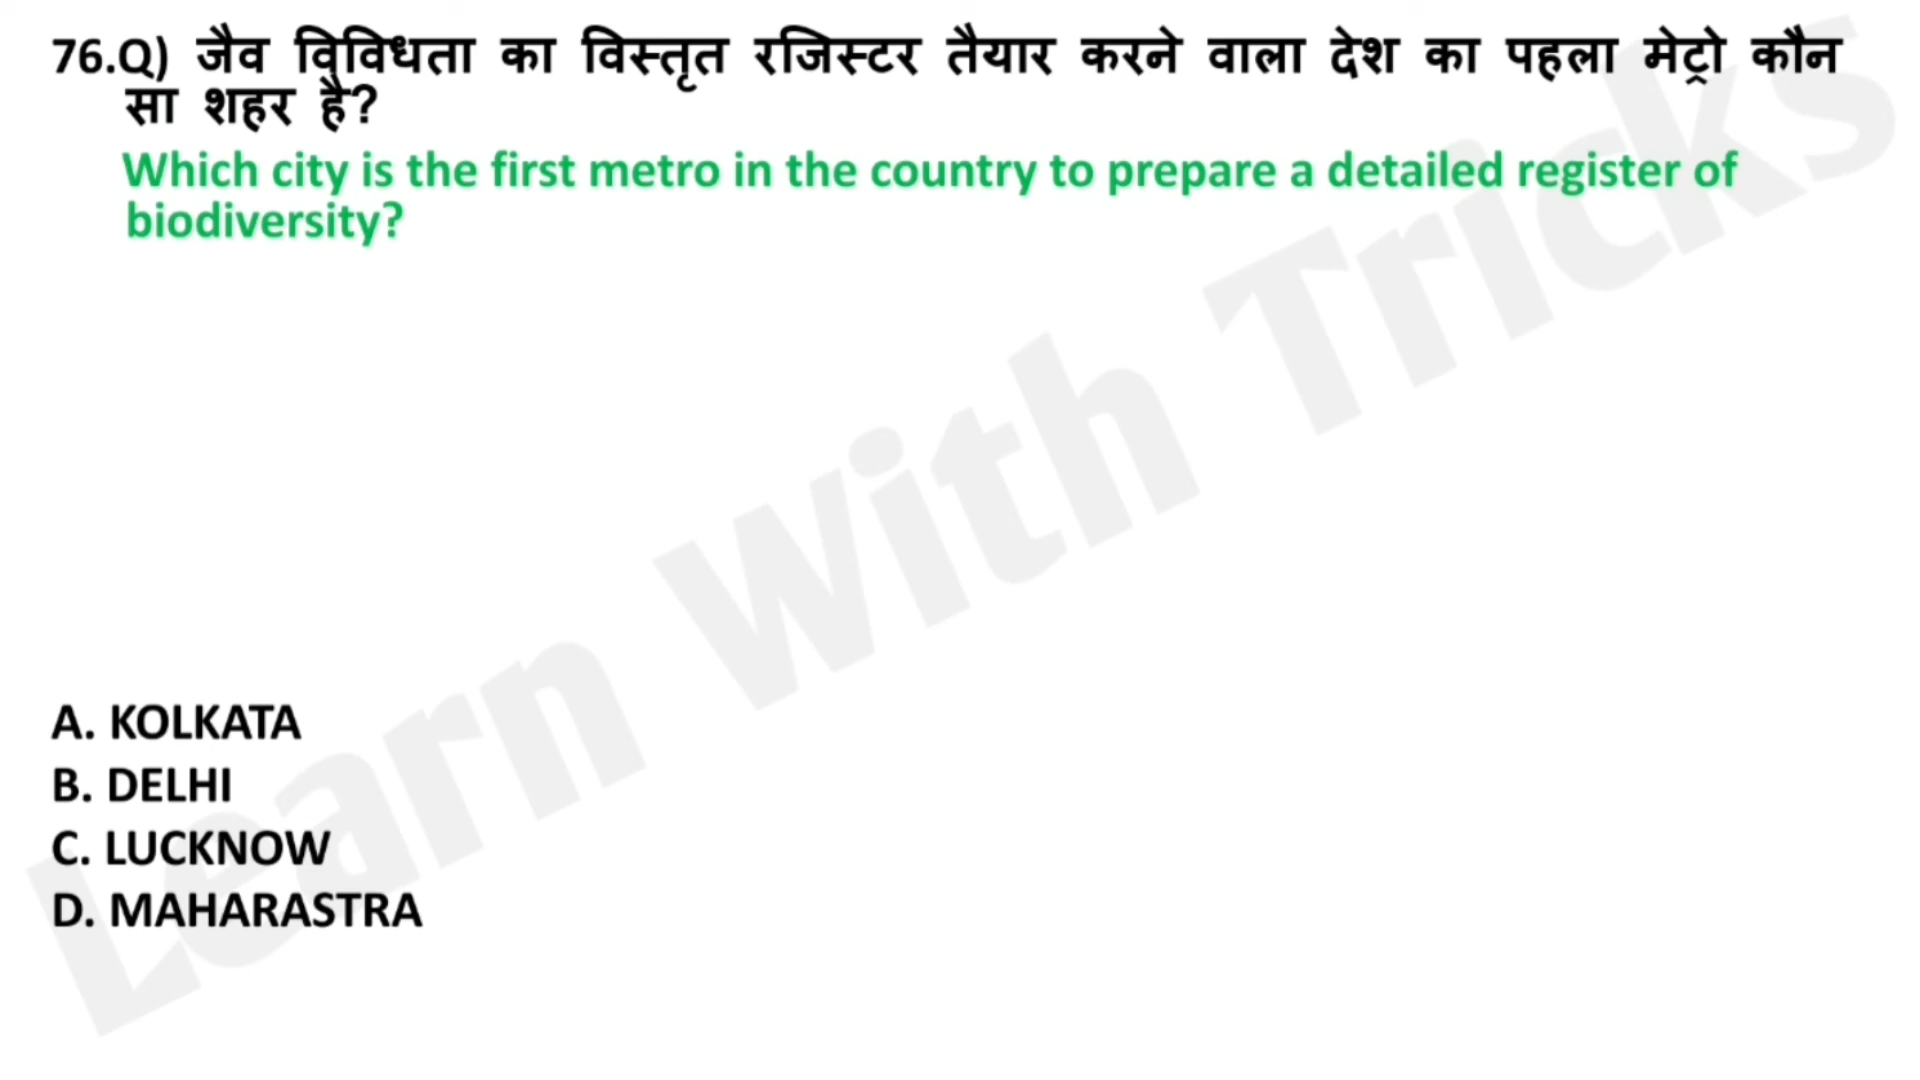 76.Q) जैव विविधता का विस्तृत रजिस्टर तैयार करने वाला देश का पहला मेट्रो कौन
सा शहर है?
Which city is the first metro in the country to prepare a detailed register of
biodiversity?
Learn With Tricks
A. KOLKATA
B. DELHI
C. LUCKNOW
D. MAHARASTRA